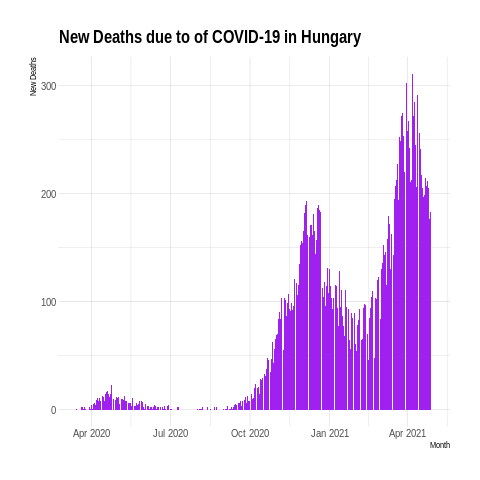 New Deaths due to of COVID-19 in Hungary
New Deaths
300
200
100
0
Apr 2020 Jul 2020 Oct 2020 Jan 2021 Apr 2021
Month